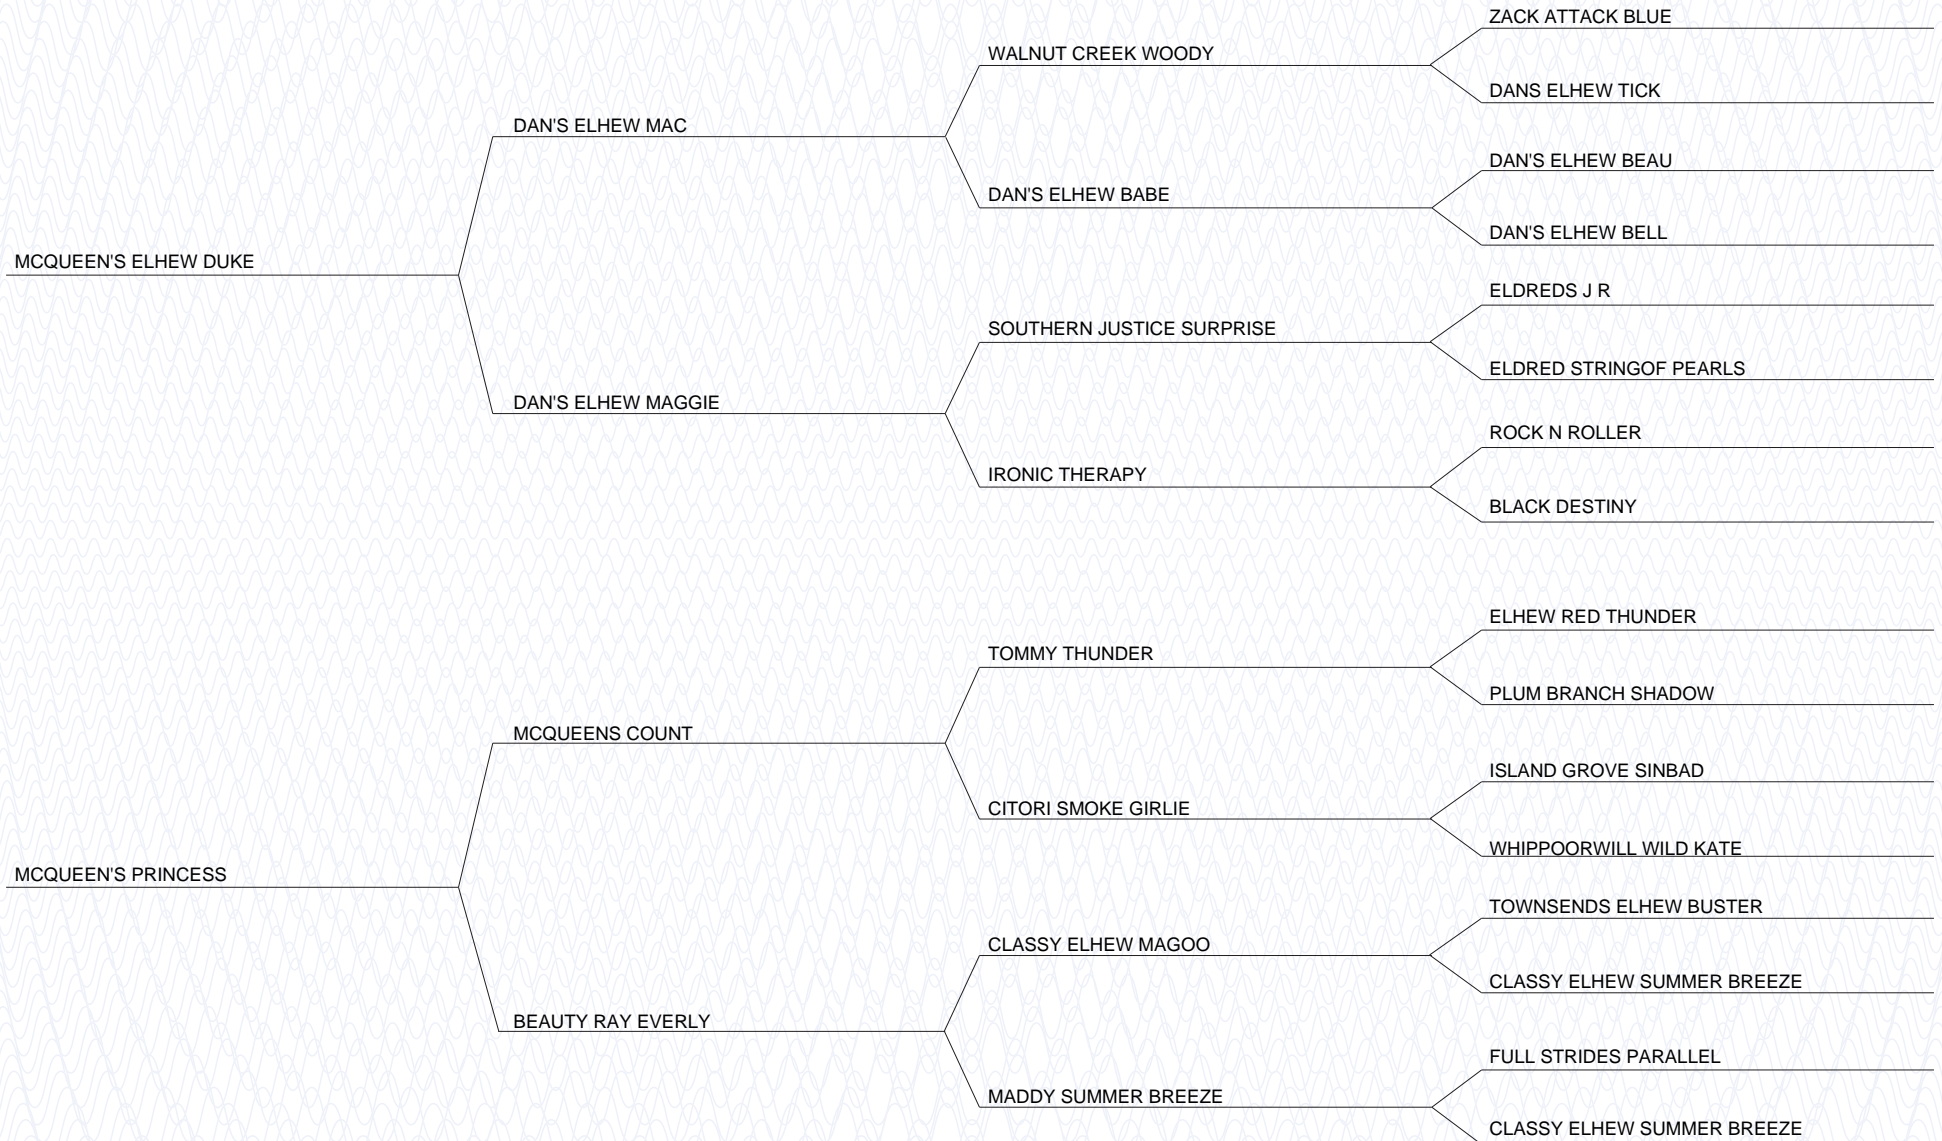 ZACK ATTACK BLUE
WALNUT CREEK WOODY
DANS ELHEW TICK
DAN'S ELHEW MAC
DAN'S ELHEW BEAU
DAN'S ELHEW BABE
DAN'S ELHEW BELL
MCQUEEN'S ELHEW DUKE
ELDREDS J R
SOUTHERN JUSTICE SURPRISE
ELDRED STRINGOF PEARLS
DAN'S ELHEW MAGGIE
ROCK N ROLLER
IRONIC THERAPY
BLACK DESTINY
ELHEW RED THUNDER
TOMMY THUNDER
PLUM BRANCH SHADOW
MCQUEENS COUNT
ISLAND GROVE SINBAD
CITORI SMOKE GIRLIE
WHIPPOORWILL WILD KATE
MCQUEEN'S PRINCESS
TOWNSENDS ELHEW BUSTER
CLASSY ELHEW MAGOO
CLASSY ELHEW SUMMER BREEZE
BEAUTY RAY EVERLY
FULL STRIDES PARALLEL
MADDY SUMMER BREEZE
CLASSY ELHEW SUMMER BREEZE